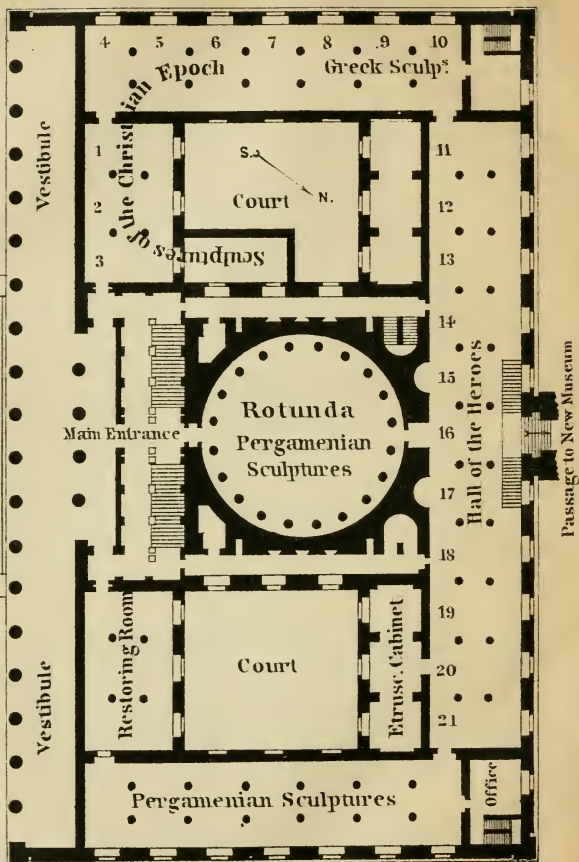 4 5 6 7 8 9 10
Sculptures of the Christian Epoch
Greek Sculpˢ.
Vestibule
1
2
3
S.
N.
Court
11
12
13
14
15
16
17
18
19
20
21
Rotunda
Pergamenian
Sculptures
Main Entrance
Hall of the Heroes
Passage to New Museum
Vestibule
Restoring Room
Court
Etrusc. Cabinet
Pergamenian Sculptures
Office